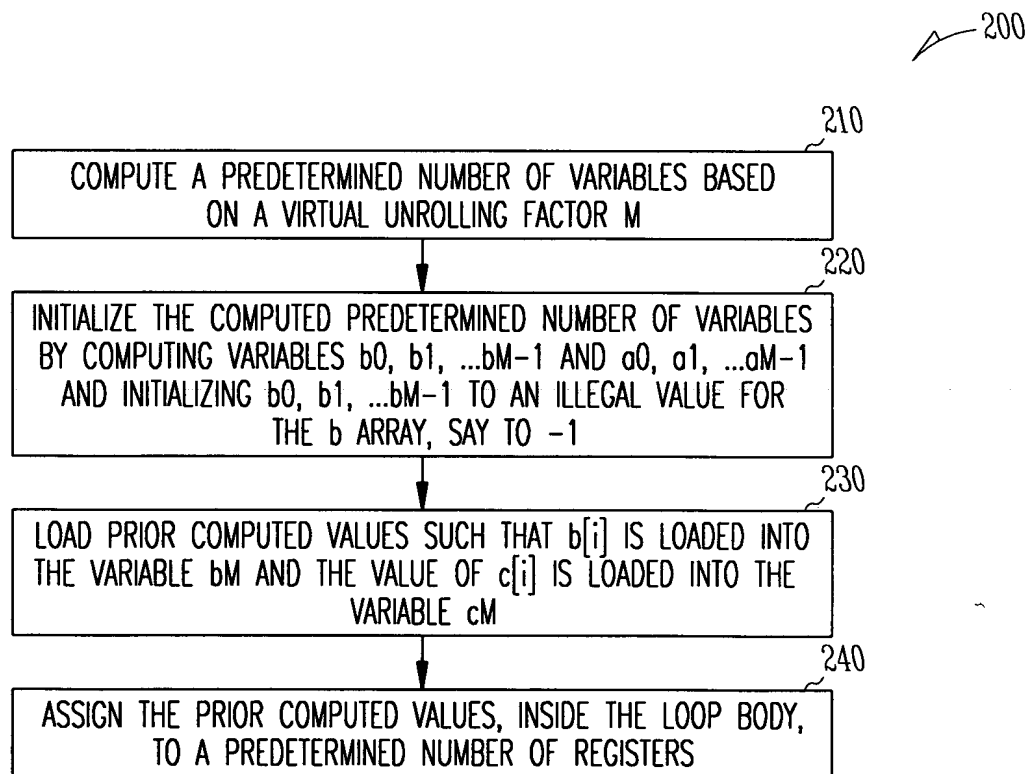 200
210
COMPUTE A PREDETERMINED NUMBER OF VARIABLES BASED
ON A VIRTUAL UNROLLING FACTOR M
220
INITIALIZE THE COMPUTED PREDETERMINED NUMBER OF VARIABLES
BY COMPUTING VARIABLES b0, b1, ...bM-1 AND a0, a1, ...aM-1
AND INITIALIZING b0, b1, ...bM-1 TO AN ILLEGAL VALUE FOR
THE b ARRAY, SAY TO -1
230
LOAD PRIOR COMPUTED VALUES SUCH THAT b[i] IS LOADED INTO
THE VARIABLE bM AND THE VALUE OF c[i] IS LOADED INTO THE
VARIABLE cM
240
ASSIGN THE PRIOR COMPUTED VALUES, INSIDE THE LOOP BODY,
TO A PREDETERMINED NUMBER OF REGISTERS